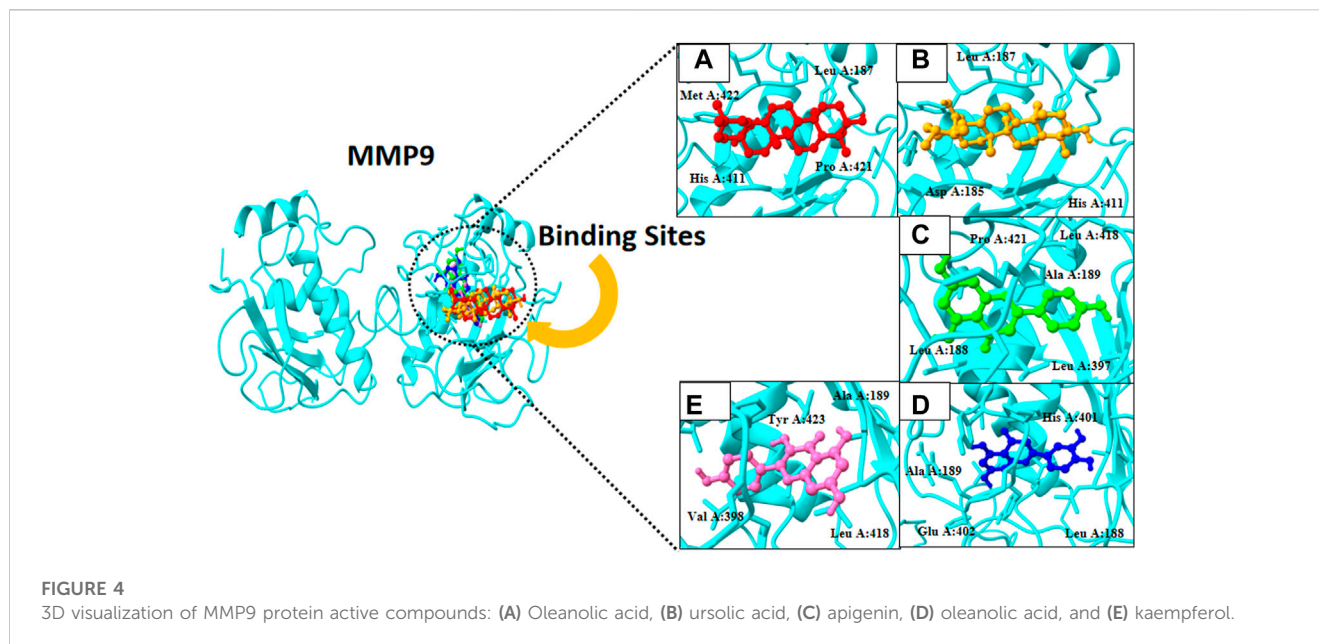 MMP9
Binding Sites
A
Leu A:187
Met A:422
His A:411
Pro A:421
B
Leu A:187
Asp A:185
His A:411
C
Pro A:421
Leu A:418
Ala A:189
Leu A:188
Leu A:397
E
Ala A:189
Tyr A:423
Val A:398
Leu A:418
D
His A:401
Ala A:189
Glu A:402
Leu A:188
FIGURE 4
3D visualization of MMP9 protein active compounds: (A) Oleanolic acid, (B) ursolic acid, (C) apigenin, (D) oleanolic acid, and (E) kaempferol.